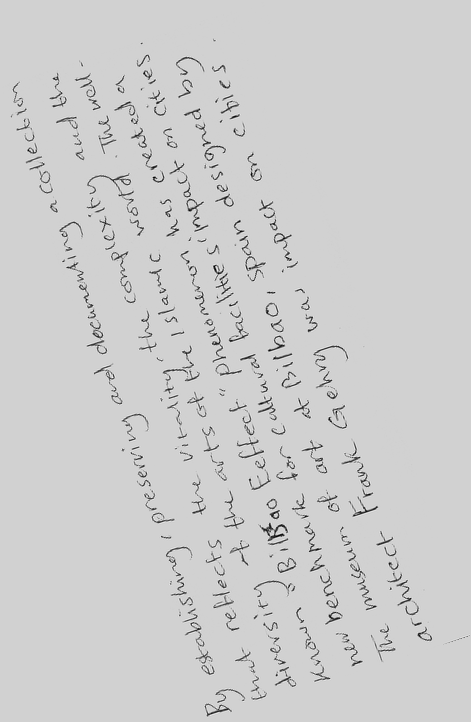 By establishing, preserving and documenting a collection
that reflects the vitality, the complexity and the
diversity of the arts of the Islamic world. The well-
known "Bilbao Eeffect" phenomenon has created a
new benchmark for cultural facilities impact on cities.
The museum of art at Bilbao, Spain designed by
architect Frank Gehry was impact on cities.